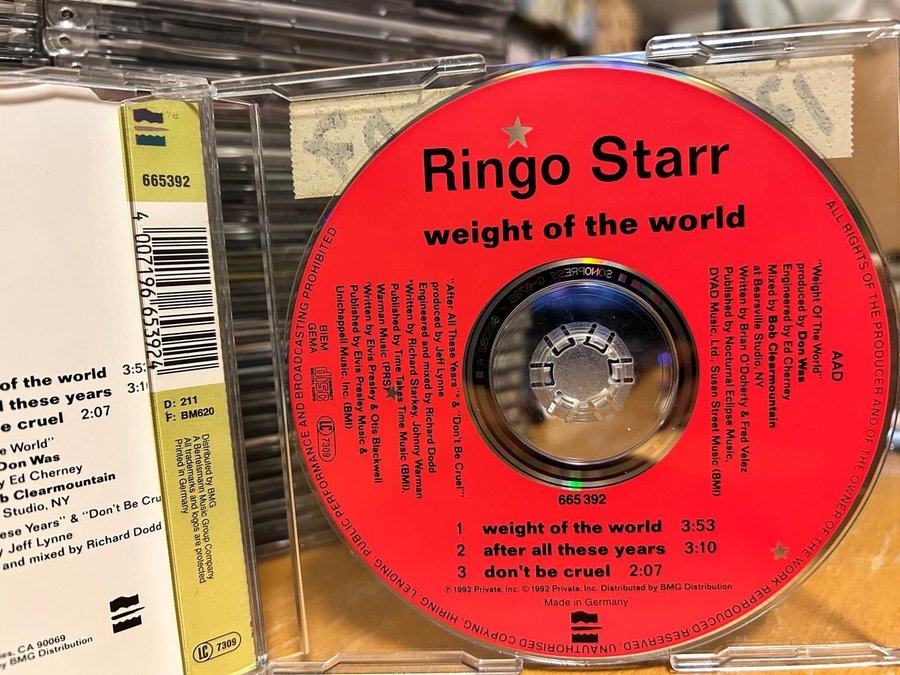 665392
4 007196 653924
D: 211
F: BM620
Distributed by BMG
A Bertelsmann Music Group Company
All trademarks and logos are protected
Printed in Germany
LC 7309
of the world 3:53
these years 3:10
cruel 2:07
World"
Don Was
Ed Cherney
Clearmountain
Studio, NY
Years" & "Don't Be
Jeff Lynne
and mixed by Richard Dodd
CA 90069
by BMG Distribution
Ringo Starr
weight of the world
AAD
"Weight Of The World"
produced by Don Was
Engineered by Ed Cherney
Mixed by Bob Clearmountain
at Bearsville Studio, NY
Written by Brian O'Doherty & Fred Velez
Published by Nocturnal Eclipse Music,
DYAD Music Ltd., Susan Street Music (BMI)
"After All These Years" & "Don't Be Cruel"
produced by Jeff Lynne
Engineered and mixed by Richard Dodd
*Written by Richard Starkey, Johnny Warman
Published by Time Takes Time Music (BMI),
Warman Music (PRS)
*Written by Elvis Presley & Otis Blackwell
*Published by Elvis Presley Music &
Unichappell Music, Inc. (BMI)
BIEM
GEMA
COMPACT
disc
DIGITAL AUDIO
LC 7309
SONOPRESS
665 392
1 weight of the world 3:53
2 after all these years 3:10
3 don't be cruel 2:07
℗ 1992 Private, Inc. © 1992 Private, Inc. Distributed by BMG Distribution
Made in Germany
ALL RIGHTS OF THE PRODUCER AND OF THE OWNER OF THE WORK REPRODUCED RESERVED. UNAUTHORISED COPYING, HIRING, LENDING, PUBLIC PERFORMANCE AND BROADCASTING PROHIBITED